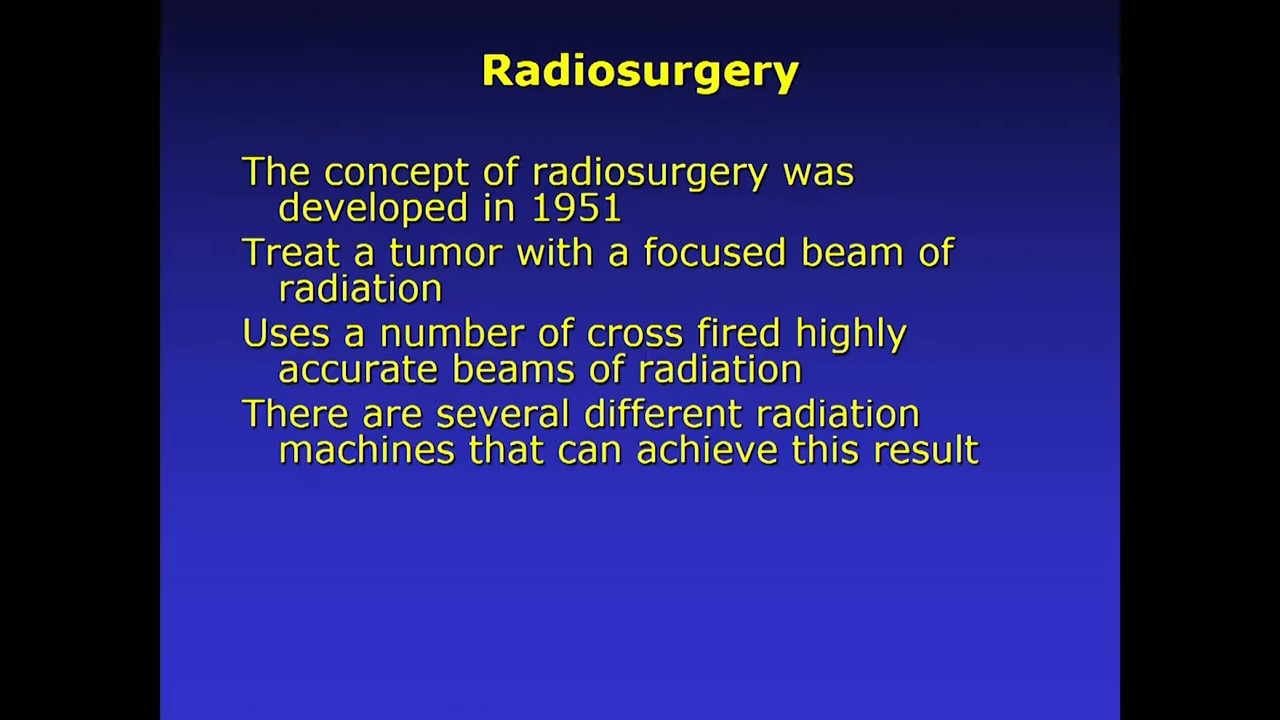 Radiosurgery
The concept of radiosurgery was
developed in 1951
Treat a tumor with a focused beam of
radiation
Uses a number of cross fired highly
accurate beams of radiation
There are several different radiation
machines that can achieve this result